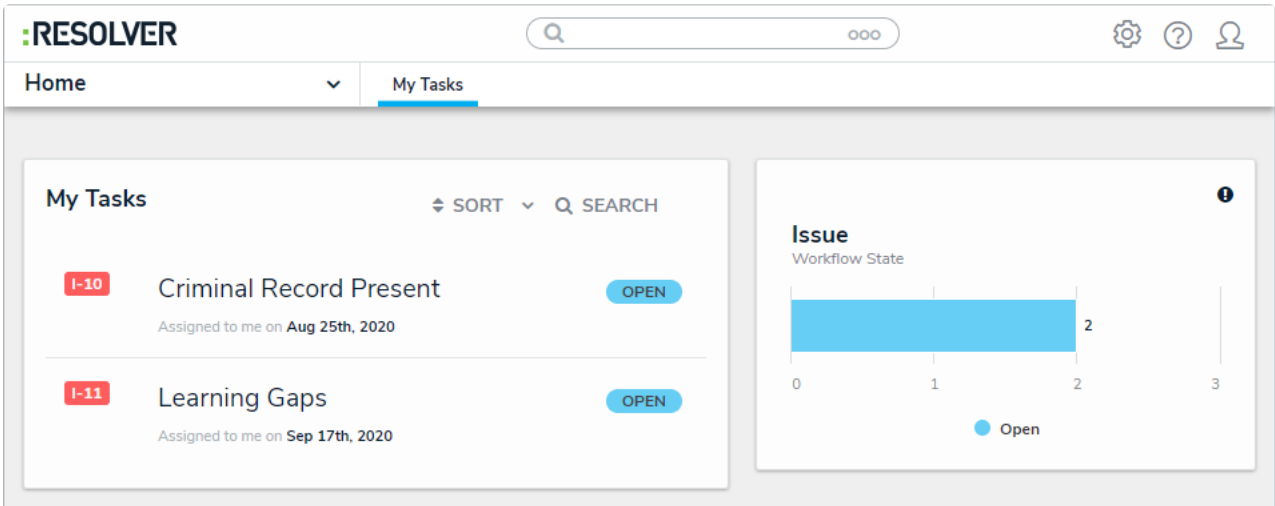 :RESOLVER
Home
My Tasks
My Tasks
SORT SEARCH
I-10
Criminal Record Present
OPEN
Assigned to me on Aug 25th, 2020
I-11
Learning Gaps
OPEN
Assigned to me on Sep 17th, 2020
Issue
Workflow State
2
0 1 2 3
Open